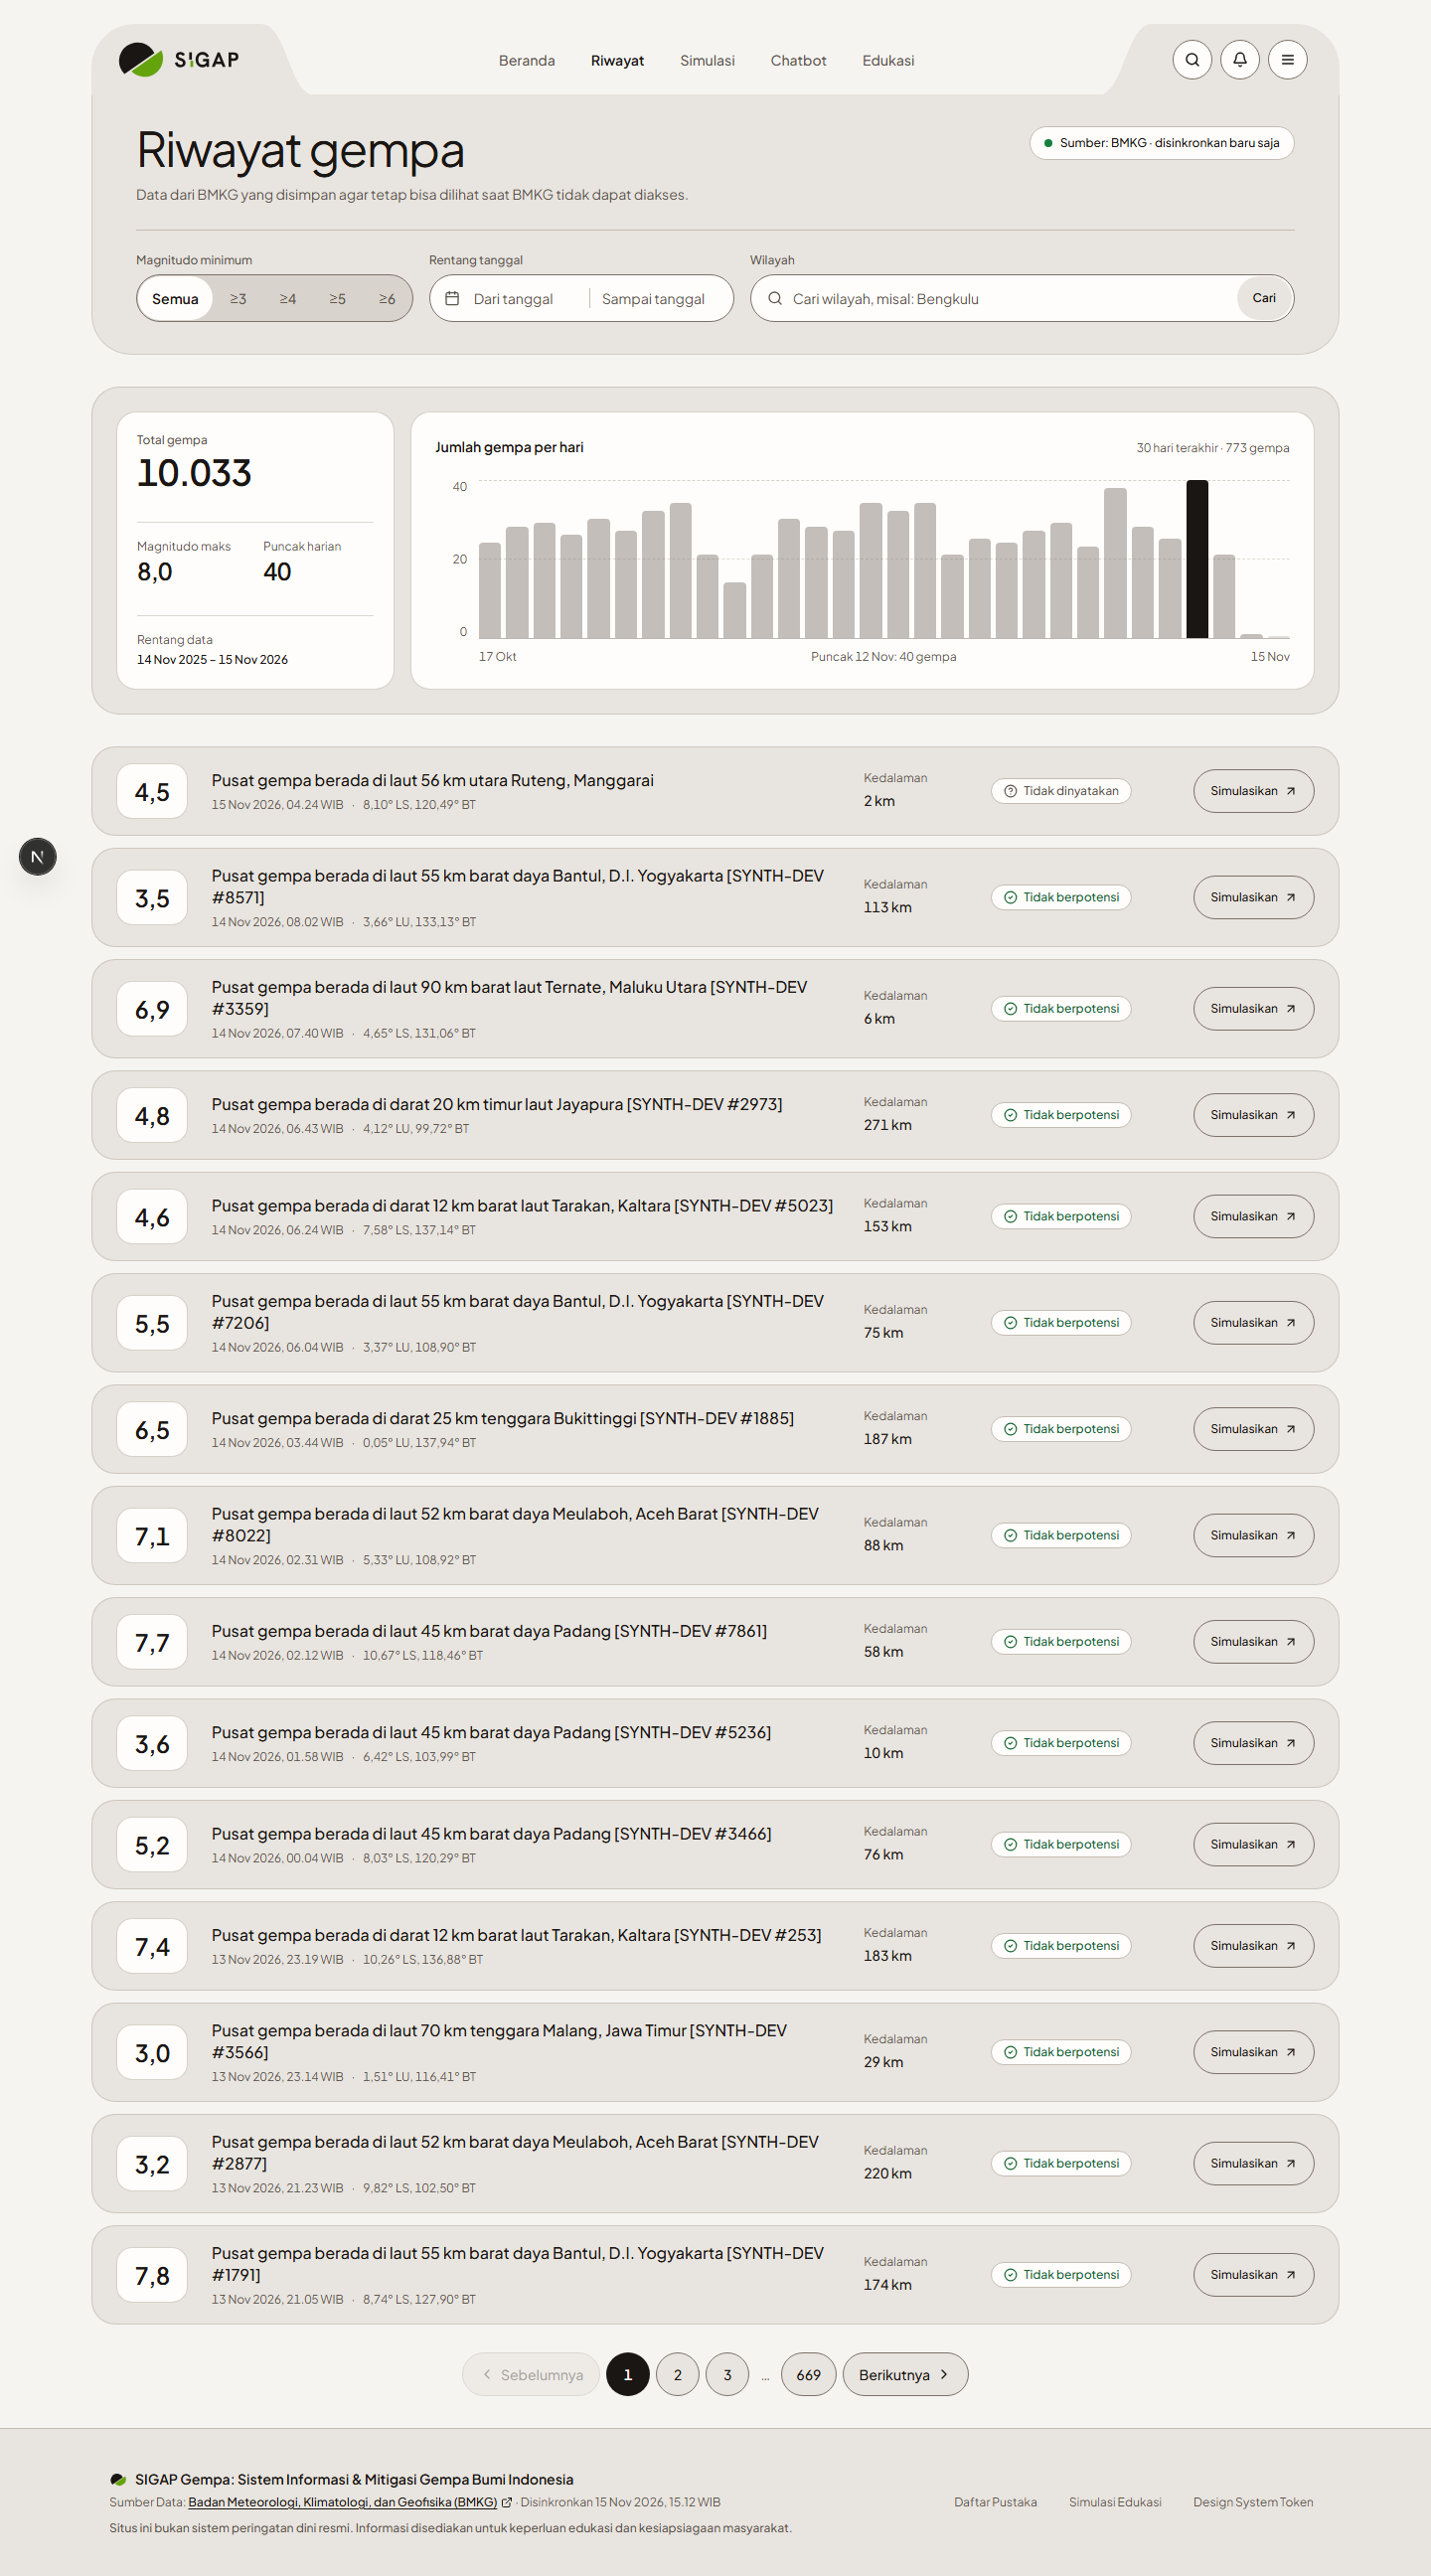 SIGAP
Beranda
Riwayat
Simulasi
Chatbot
Edukasi
Riwayat gempa
Sumber: BMKG · disinkronkan baru saja
Data dari BMKG yang disimpan agar tetap bisa dilihat saat BMKG tidak dapat diakses.
Magnitudo minimum
Rentang tanggal
Wilayah
Semua
≥3
≥4
≥5
≥6
Dari tanggal
Sampai tanggal
Cari wilayah, misal: Bengkulu
Cari
Total gempa
10.033
Magnitudo maks
Puncak harian
8,0
40
Rentang data
14 Nov 2025 – 15 Nov 2026
Jumlah gempa per hari
30 hari terakhir · 773 gempa
40
20
0
17 Okt
Puncak 12 Nov: 40 gempa
15 Nov
4,5
Pusat gempa berada di laut 56 km utara Ruteng, Manggarai
15 Nov 2026, 04.24 WIB · 8,10° LS, 120,49° BT
Kedalaman
2 km
Tidak dinyatakan
Simulasikan
N
3,5
Pusat gempa berada di laut 55 km barat daya Bantul, D.I. Yogyakarta [SYNTH-DEV
#8571]
14 Nov 2026, 08.02 WIB · 3,66° LU, 133,13° BT
Kedalaman
113 km
Tidak berpotensi
Simulasikan
6,9
Pusat gempa berada di laut 90 km barat laut Ternate, Maluku Utara [SYNTH-DEV
#3359]
14 Nov 2026, 07.40 WIB · 4,65° LS, 131,06° BT
Kedalaman
6 km
Tidak berpotensi
Simulasikan
4,8
Pusat gempa berada di darat 20 km timur laut Jayapura [SYNTH-DEV #2973]
14 Nov 2026, 06.43 WIB · 4,12° LU, 99,72° BT
Kedalaman
271 km
Tidak berpotensi
Simulasikan
4,6
Pusat gempa berada di darat 12 km barat laut Tarakan, Kaltara [SYNTH-DEV #5023]
14 Nov 2026, 06.24 WIB · 7,58° LS, 137,14° BT
Kedalaman
153 km
Tidak berpotensi
Simulasikan
5,5
Pusat gempa berada di laut 55 km barat daya Bantul, D.I. Yogyakarta [SYNTH-DEV
#7206]
14 Nov 2026, 06.04 WIB · 3,37° LU, 108,90° BT
Kedalaman
75 km
Tidak berpotensi
Simulasikan
6,5
Pusat gempa berada di darat 25 km tenggara Bukittinggi [SYNTH-DEV #1885]
14 Nov 2026, 03.44 WIB · 0,05° LU, 137,94° BT
Kedalaman
187 km
Tidak berpotensi
Simulasikan
7,1
Pusat gempa berada di laut 52 km barat daya Meulaboh, Aceh Barat [SYNTH-DEV
#8022]
14 Nov 2026, 02.31 WIB · 5,33° LU, 108,92° BT
Kedalaman
88 km
Tidak berpotensi
Simulasikan
7,7
Pusat gempa berada di laut 45 km barat daya Padang [SYNTH-DEV #7861]
14 Nov 2026, 02.12 WIB · 10,67° LS, 118,46° BT
Kedalaman
58 km
Tidak berpotensi
Simulasikan
3,6
Pusat gempa berada di laut 45 km barat daya Padang [SYNTH-DEV #5236]
14 Nov 2026, 01.58 WIB · 6,42° LS, 103,99° BT
Kedalaman
10 km
Tidak berpotensi
Simulasikan
5,2
Pusat gempa berada di laut 45 km barat daya Padang [SYNTH-DEV #3466]
14 Nov 2026, 00.04 WIB · 8,03° LS, 120,29° BT
Kedalaman
76 km
Tidak berpotensi
Simulasikan
7,4
Pusat gempa berada di darat 12 km barat laut Tarakan, Kaltara [SYNTH-DEV #253]
13 Nov 2026, 23.19 WIB · 10,26° LS, 136,88° BT
Kedalaman
183 km
Tidak berpotensi
Simulasikan
3,0
Pusat gempa berada di laut 70 km tenggara Malang, Jawa Timur [SYNTH-DEV
#3566]
13 Nov 2026, 23.14 WIB · 1,51° LU, 116,41° BT
Kedalaman
29 km
Tidak berpotensi
Simulasikan
3,2
Pusat gempa berada di laut 52 km barat daya Meulaboh, Aceh Barat [SYNTH-DEV
#2877]
13 Nov 2026, 21.23 WIB · 9,82° LS, 102,50° BT
Kedalaman
220 km
Tidak berpotensi
Simulasikan
7,8
Pusat gempa berada di laut 55 km barat daya Bantul, D.I. Yogyakarta [SYNTH-DEV
#1791]
13 Nov 2026, 21.05 WIB · 8,74° LS, 127,90° BT
Kedalaman
174 km
Tidak berpotensi
Simulasikan
Sebelumnya
1
2
3
...
669
Berikutnya
SIGAP Gempa: Sistem Informasi & Mitigasi Gempa Bumi Indonesia
Sumber Data: Badan Meteorologi, Klimatologi, dan Geofisika (BMKG) · Disinkronkan 15 Nov 2026, 15.12 WIB
Daftar Pustaka
Simulasi Edukasi
Design System Token
Situs ini bukan sistem peringatan dini resmi. Informasi disediakan untuk keperluan edukasi dan kesiapsiagaan masyarakat.